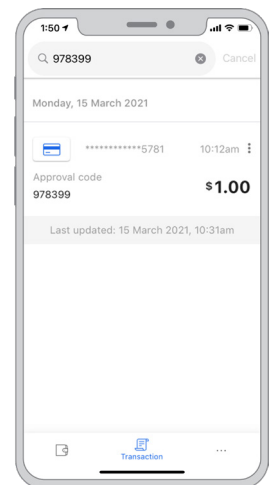 1:50
978399 Cancel
Monday, 15 March 2021
************5781 10:12am
Approval code
978399
$1.00
Last updated: 15 March 2021, 10:31am
Transaction